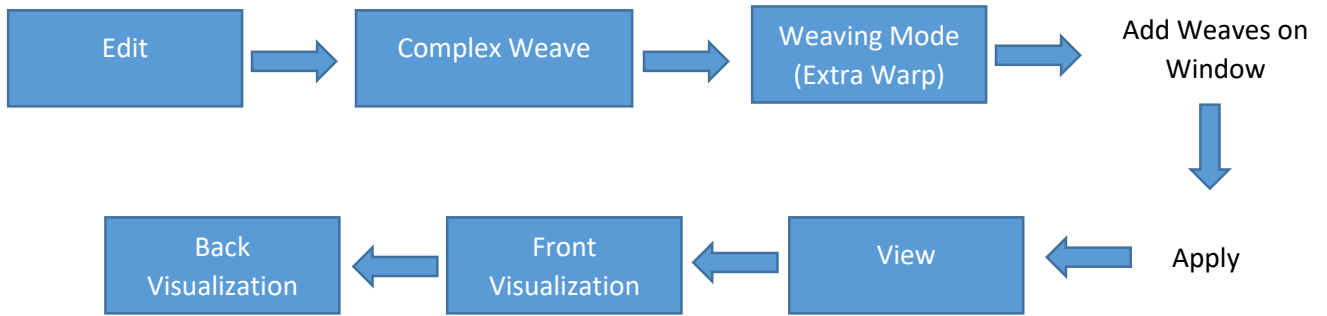 Edit
Complex Weave
Weaving Mode
(Extra Warp)
Add Weaves on
Window
Apply
View
Front
Visualization
Back
Visualization